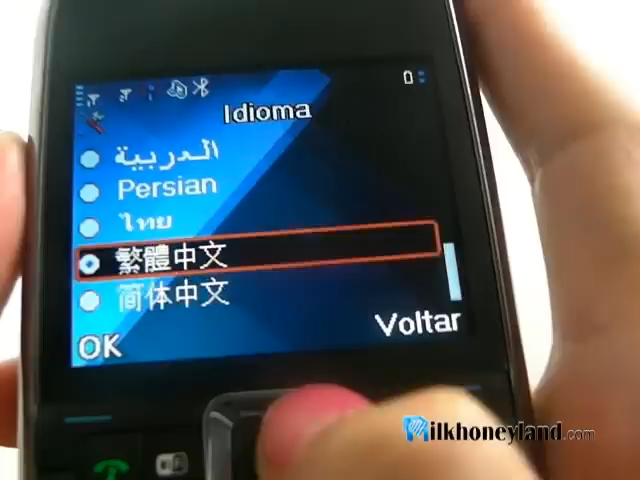 Idioma
العربية
Persian
ไทย
繁體中文
简体中文
OK
Voltar
Milkhoneyland.com